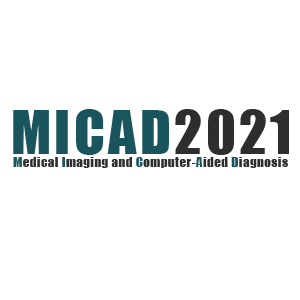 MICAD2021
Medical Imaging and Computer-Aided Diagnosis